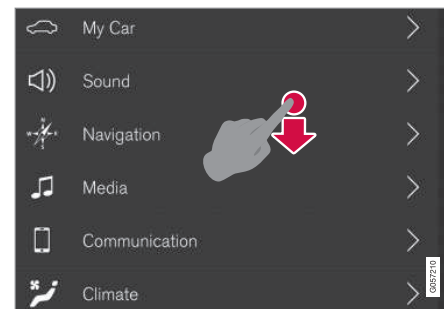 My Car
Sound
Navigation
Media
Communication
Climate
G057210